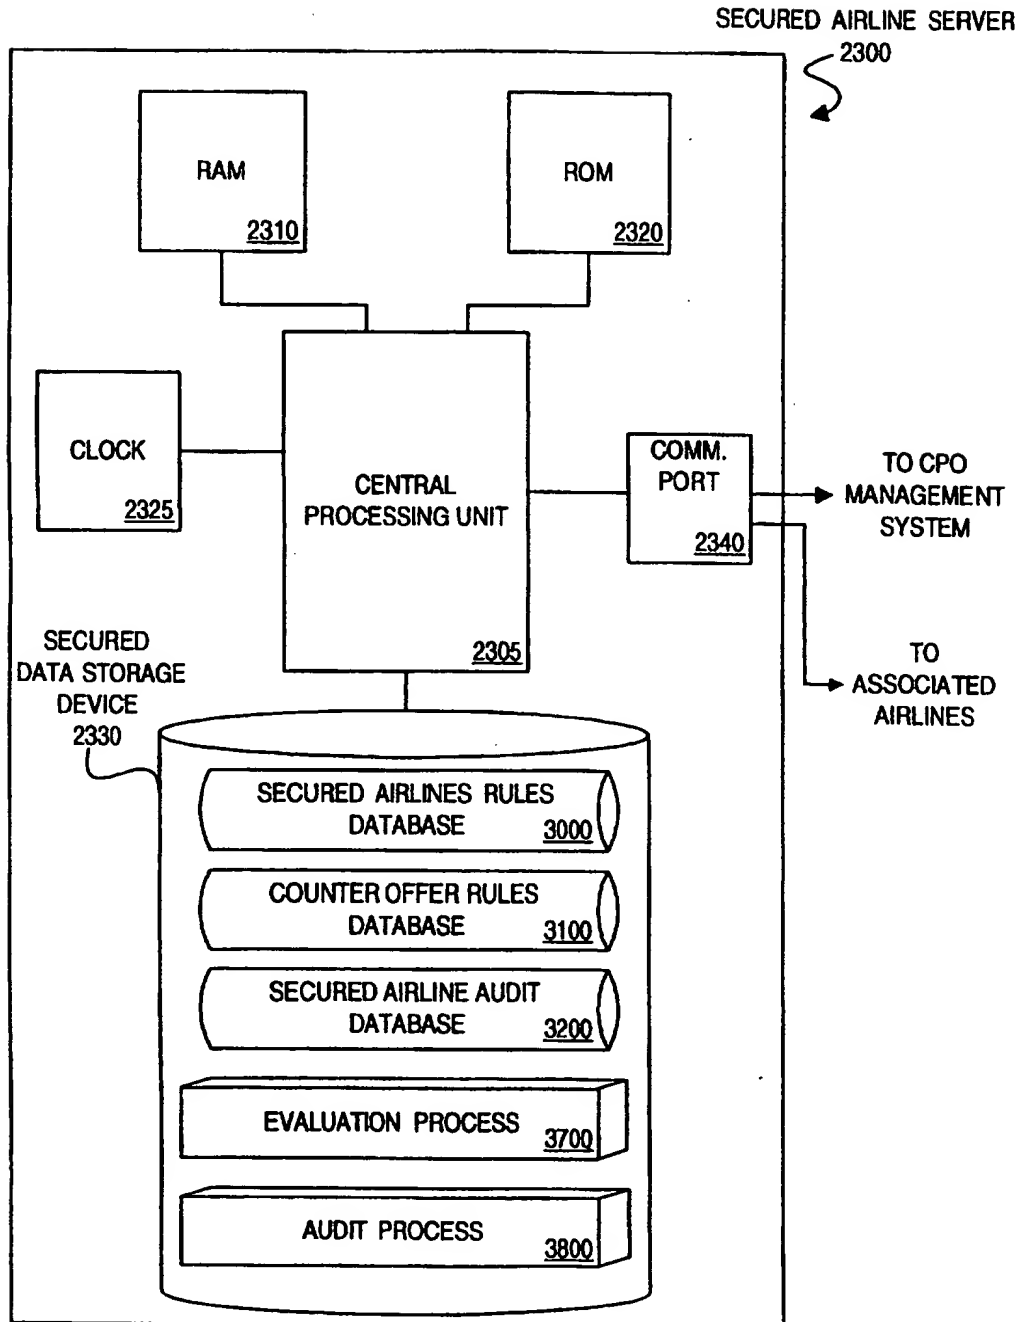 SECURED AIRLINE SERVER
2300
RAM
2310
ROM
2320
CLOCK
2325
CENTRAL
PROCESSING UNIT
2305
COMM.
PORT
2340
TO CPO
MANAGEMENT
SYSTEM
TO
ASSOCIATED
AIRLINES
SECURED
DATA STORAGE
DEVICE
2330
SECURED AIRLINES RULES
DATABASE
3000
COUNTER OFFER RULES
DATABASE
3100
SECURED AIRLINE AUDIT
DATABASE
3200
EVALUATION PROCESS
3700
AUDIT PROCESS
3800